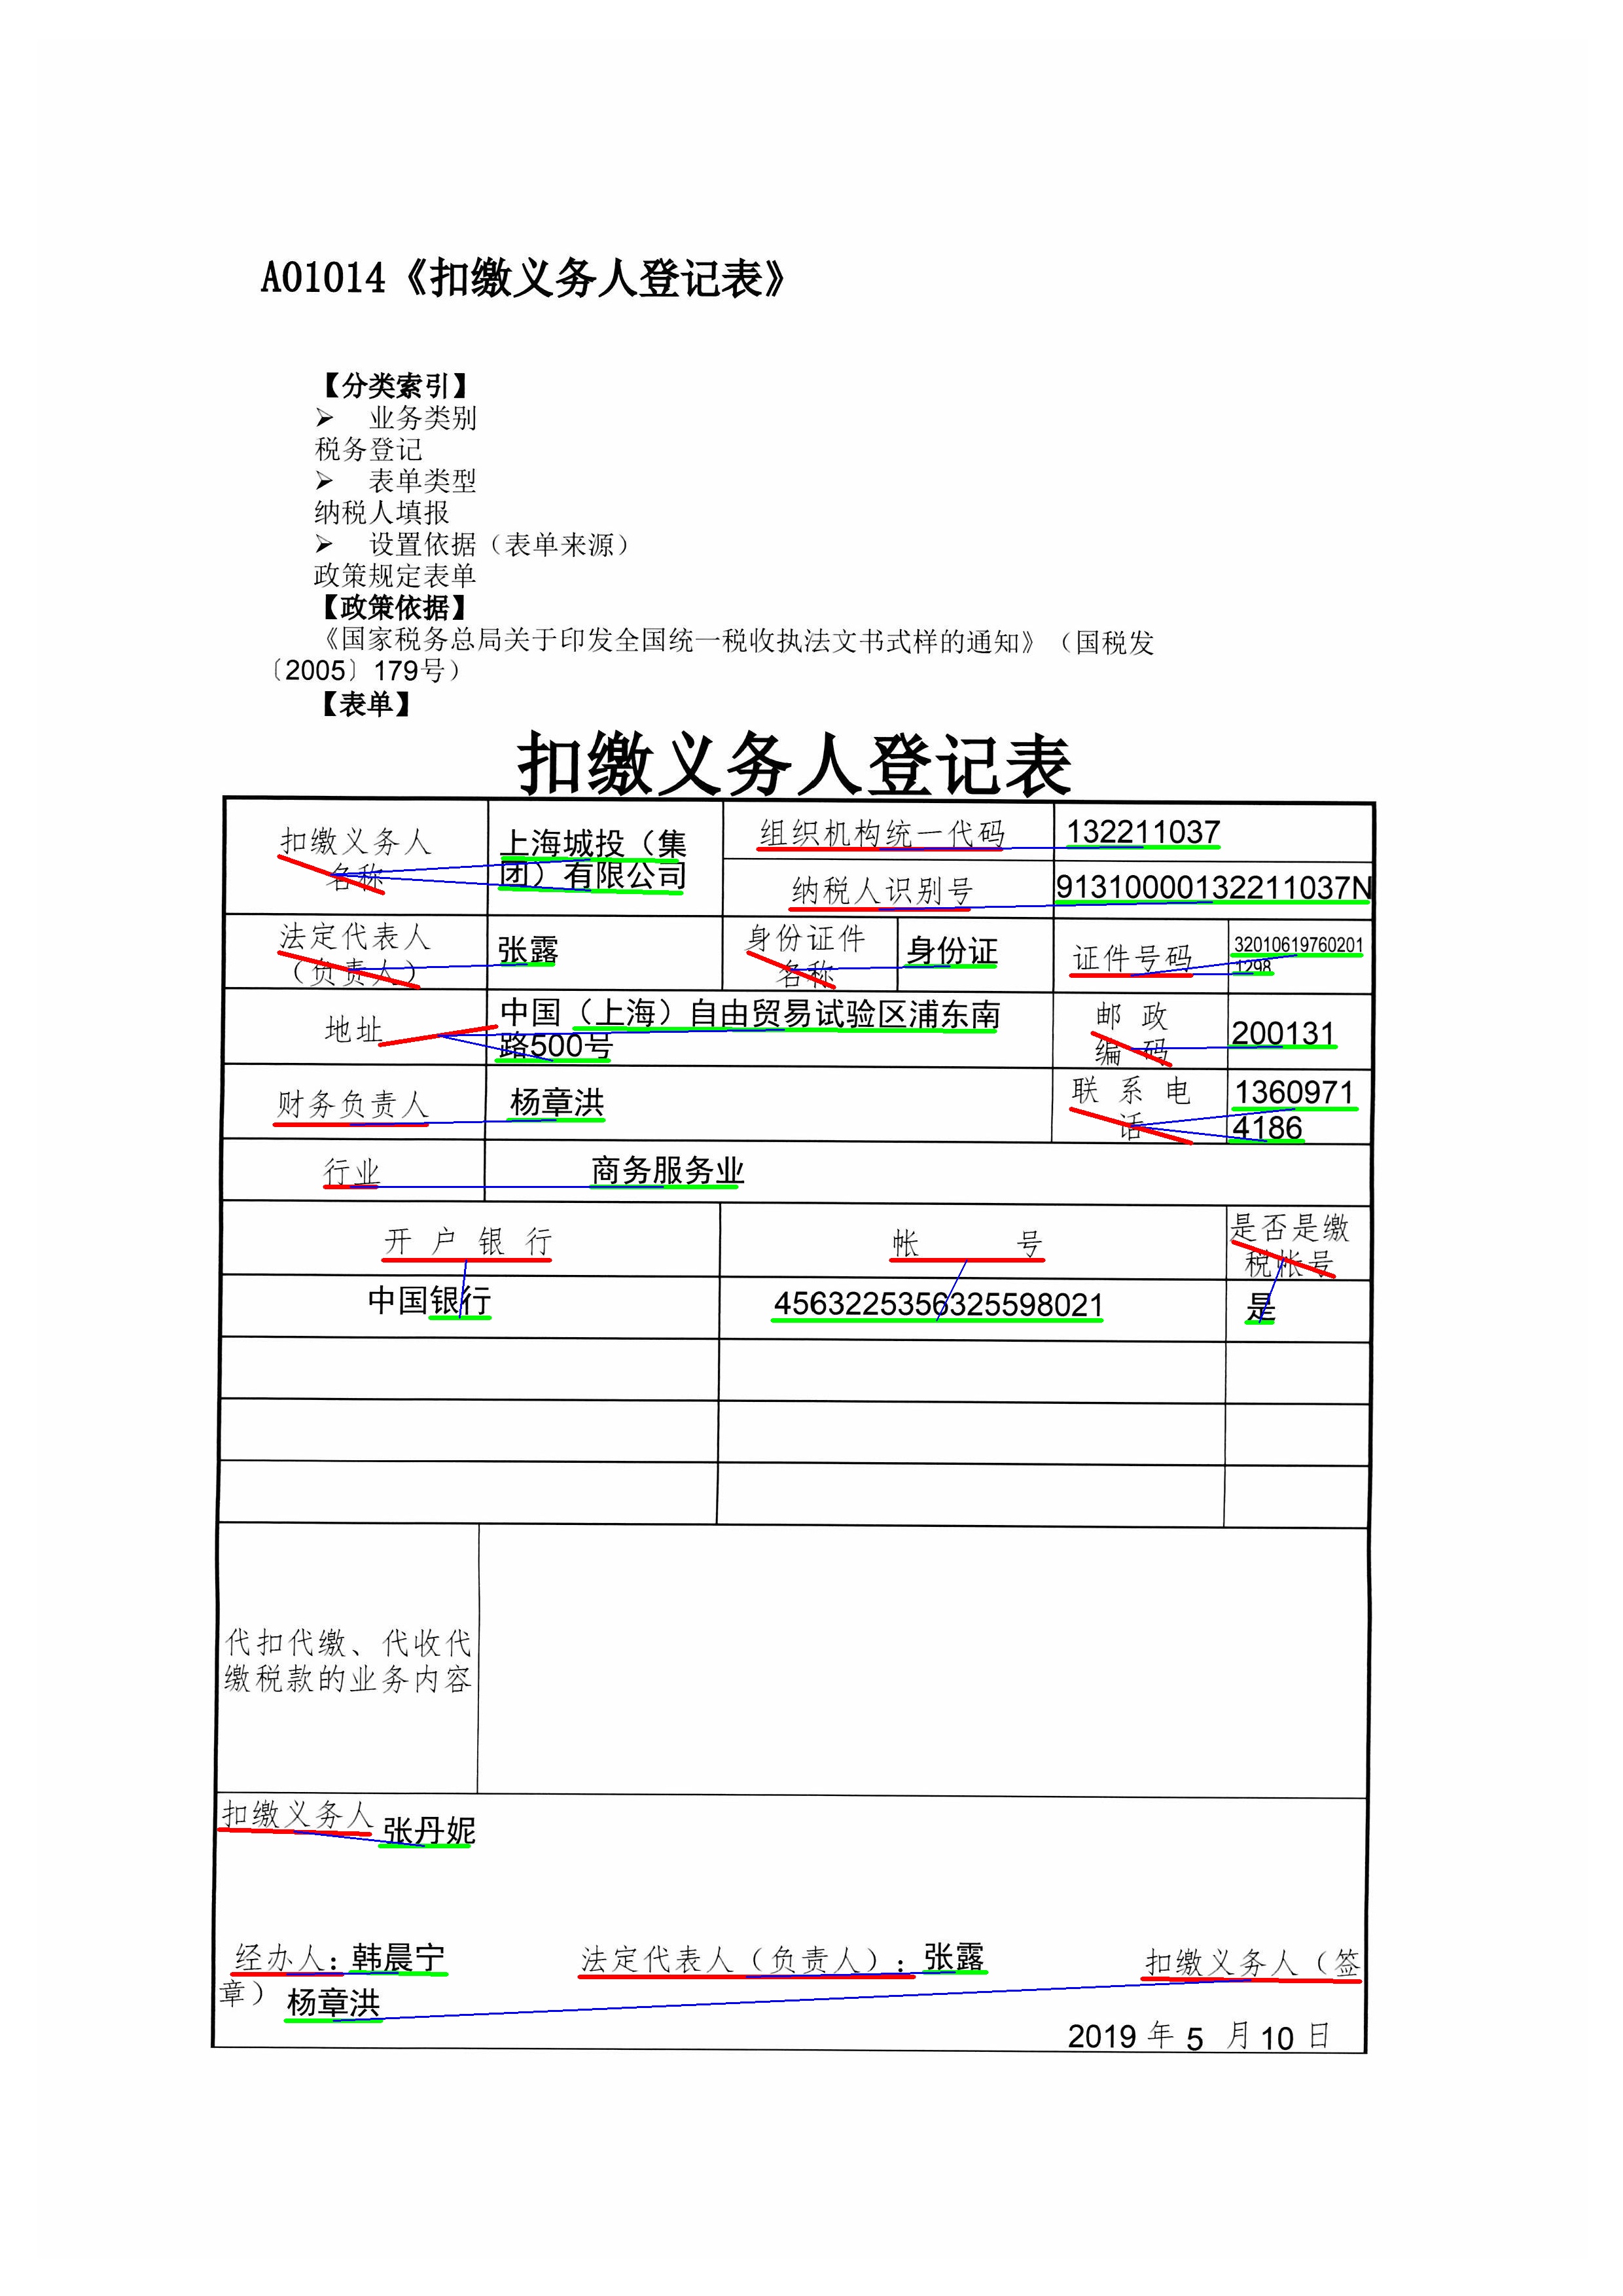 A01014《扣缴义务人登记表》
【分类索引】
➢ 业务类别
税务登记
➢ 表单类型
纳税人填报
➢ 设置依据（表单来源）
政策规定表单
【政策依据】
《国家税务总局关于印发全国统一税收执法文书式样的通知》（国税发
〔2005〕179号）
【表单】
扣缴义务人登记表
扣缴义务人
名称
上海城投（集
团）有限公司
组织机构统一代码
132211037
纳税人识别号
91310000132211037N
法定代表人
（负责人）
张露
身份证件
名称
身份证
证件号码
32010619760201
1298
地址
中国（上海）自由贸易试验区浦东南
路500号
邮 政
编 码
200131
财务负责人
杨章洪
联 系 电
话
1360971
4186
行业
商务服务业
开 户 银 行
帐 号
是否是缴
税帐号
中国银行
4563225356325598021
是
代扣代缴、代收代
缴税款的业务内容
扣缴义务人 张丹妮
经办人：韩晨宁 法定代表人（负责人）：张露 扣缴义务人（签
章） 杨章洪
2019 年 5 月 10 日